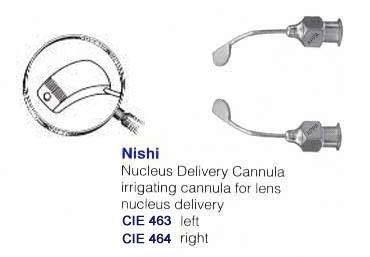 Nishi
Nucleus Delivery Cannula
irrigating cannula for lens
nucleus delivery
CIE 463 left
CIE 464 right